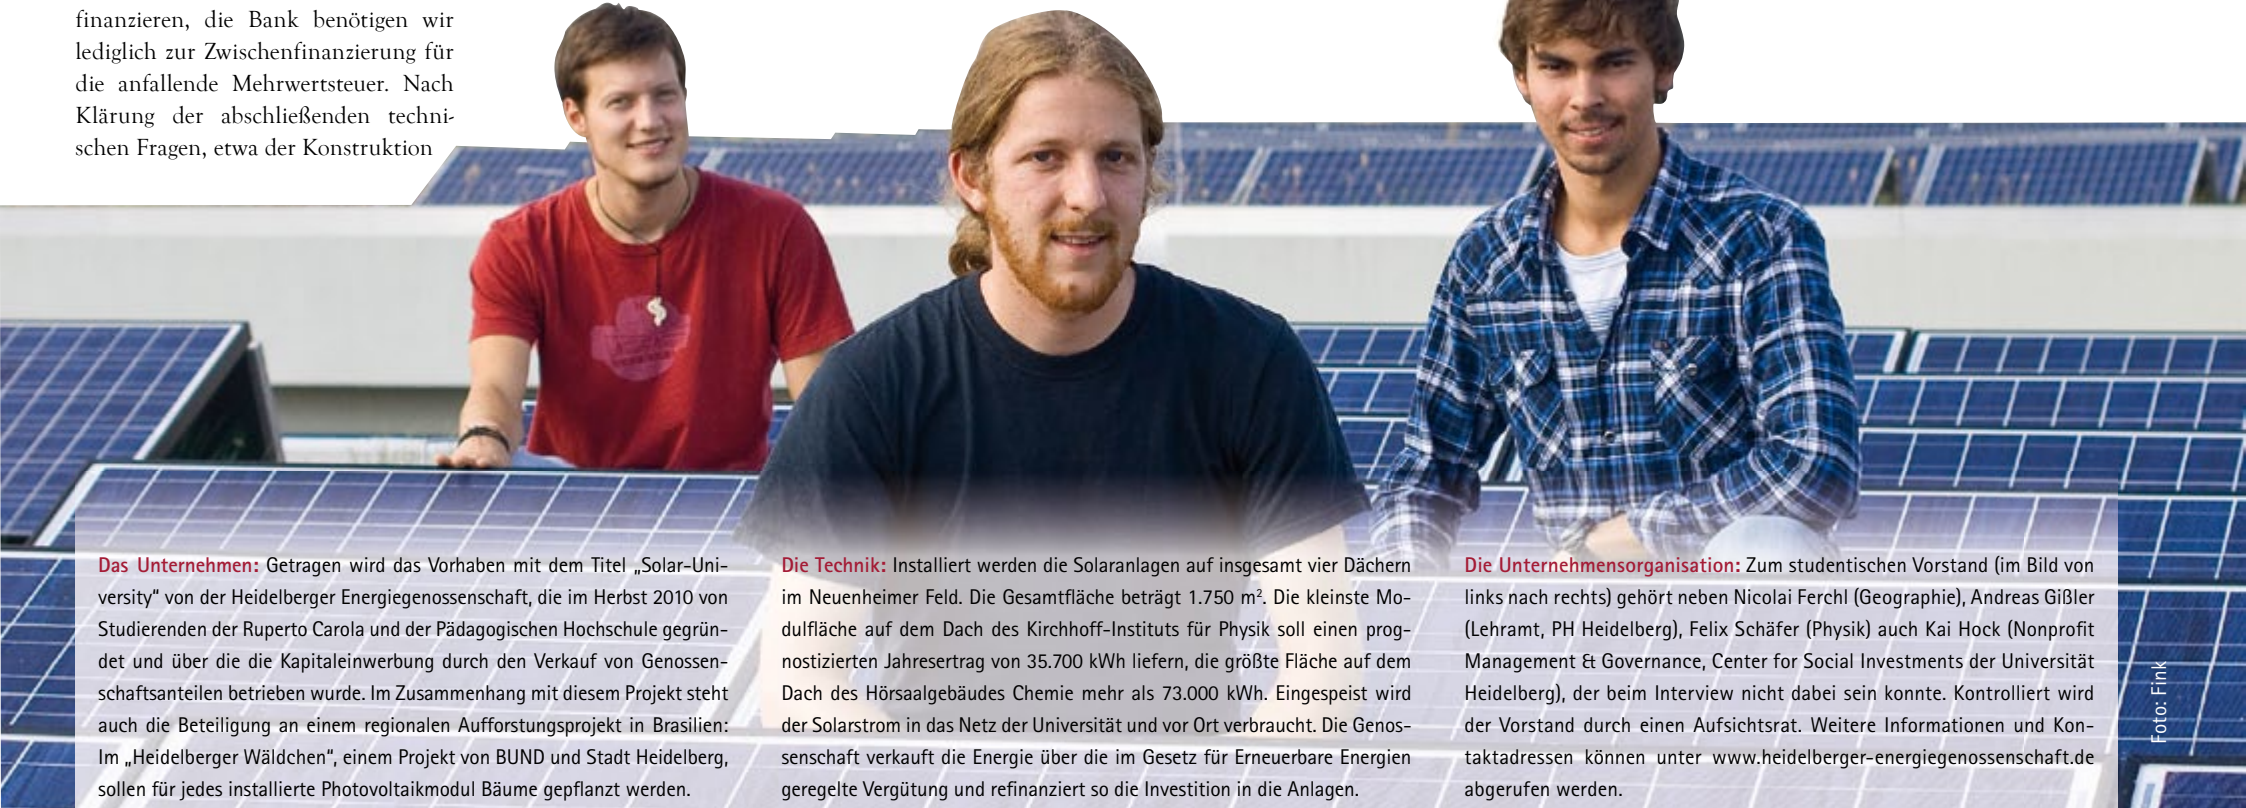 finanzieren, die Bank benötigen wir
lediglich zur Zwischenfinanzierung für
die anfallende Mehrwertsteuer. Nach
Klärung der abschließenden techni-
schen Fragen, etwa der Konstruktion
Das Unternehmen: Getragen wird das Vorhaben mit dem Titel „Solar-Uni-
versity“ von der Heidelberger Energiegenossenschaft, die im Herbst 2010 von
Studierenden der Ruperto Carola und der Pädagogischen Hochschule gegrün-
det und über die die Kapitaleinwerbung durch den Verkauf von Genossen-
schaftsanteilen betrieben wurde. Im Zusammenhang mit diesem Projekt steht
auch die Beteiligung an einem regionalen Aufforstungsprojekt in Brasilien:
Im „Heidelberger Wäldchen“, einem Projekt von BUND und Stadt Heidelberg,
sollen für jedes installierte Photovoltaikmodul Bäume gepflanzt werden.
Die Technik: Installiert werden die Solaranlagen auf insgesamt vier Dächern
im Neuenheimer Feld. Die Gesamtfläche beträgt 1.750 m². Die kleinste Mo-
dulfläche auf dem Dach des Kirchhoff-Instituts für Physik soll einen prog-
nostizierten Jahresertrag von 35.700 kWh liefern, die größte Fläche auf dem
Dach des Hörsaalgebäudes Chemie mehr als 73.000 kWh. Eingespeist wird
der Solarstrom in das Netz der Universität und vor Ort verbraucht. Die Genos-
senschaft verkauft die Energie über die im Gesetz für Erneuerbare Energien
geregelte Vergütung und refinanziert so die Investition in die Anlagen.
Die Unternehmensorganisation: Zum studentischen Vorstand (im Bild von
links nach rechts) gehört neben Nicolai Ferchl (Geographie), Andreas Gißler
(Lehramt, PH Heidelberg), Felix Schäfer (Physik) auch Kai Hock (Nonprofit
Management & Governance, Center for Social Investments der Universität
Heidelberg), der beim Interview nicht dabei sein konnte. Kontrolliert wird
der Vorstand durch einen Aufsichtsrat. Weitere Informationen und Kon-
taktadressen können unter www.heidelberger-energiegenossenschaft.de
abgerufen werden.
Foto: Fink